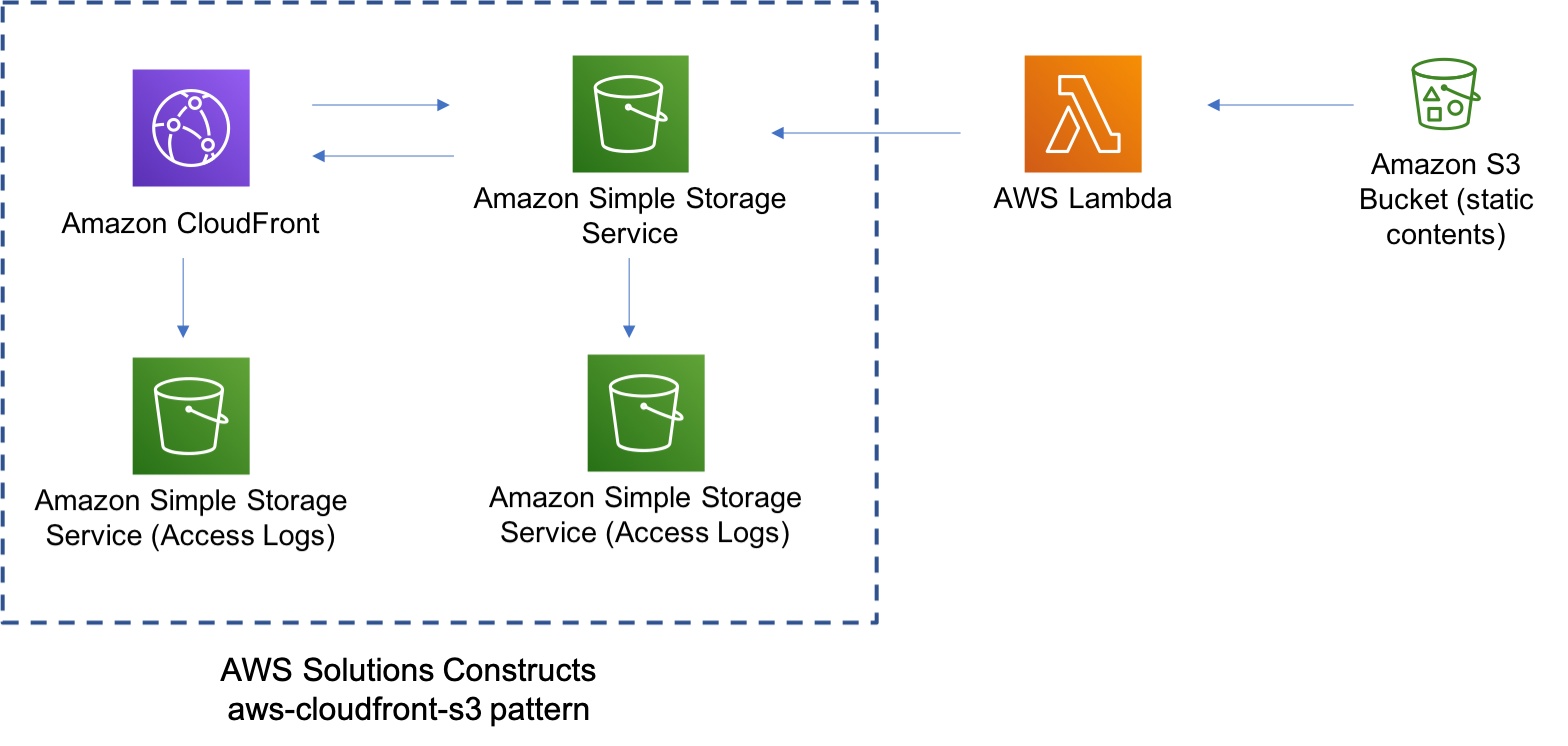 Amazon CloudFront
Amazon Simple Storage
Service
AWS Lambda
Amazon S3
Bucket (static
contents)
Amazon Simple Storage
Service (Access Logs)
Amazon Simple Storage
Service (Access Logs)
AWS Solutions Constructs
aws-cloudfront-s3 pattern